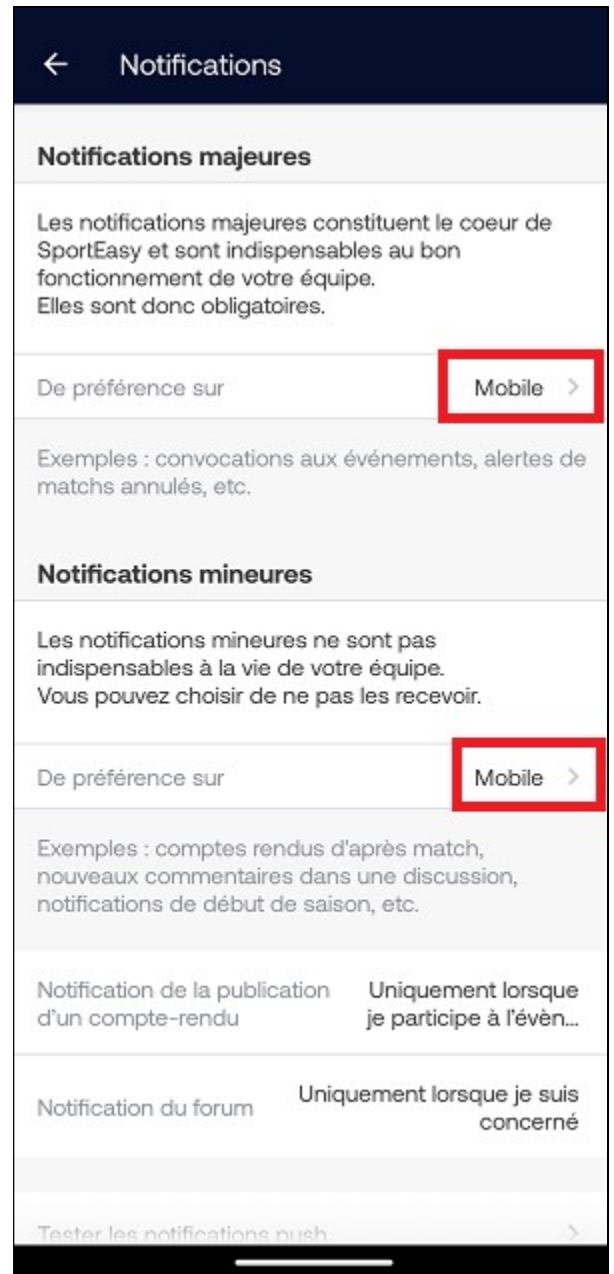 Notifications
Notifications majeures
Les notifications majeures constituent le coeur de
SportEasy et sont indispensables au bon
fonctionnement de votre équipe.
Elles sont donc obligatoires.
De préférence sur Mobile
Exemples : convocations aux événements, alertes de
matchs annulés, etc.
Notifications mineures
Les notifications mineures ne sont pas
indispensables à la vie de votre équipe.
Vous pouvez choisir de ne pas les recevoir.
De préférence sur Mobile
Exemples : comptes rendus d'après match,
nouveaux commentaires dans une discussion,
notifications de début de saison, etc.
Notification de la publication
d'un compte-rendu
Uniquement lorsque
je participe à l'évèn...
Notification du forum
Uniquement lorsque je suis
concerné
Tester les notifications push